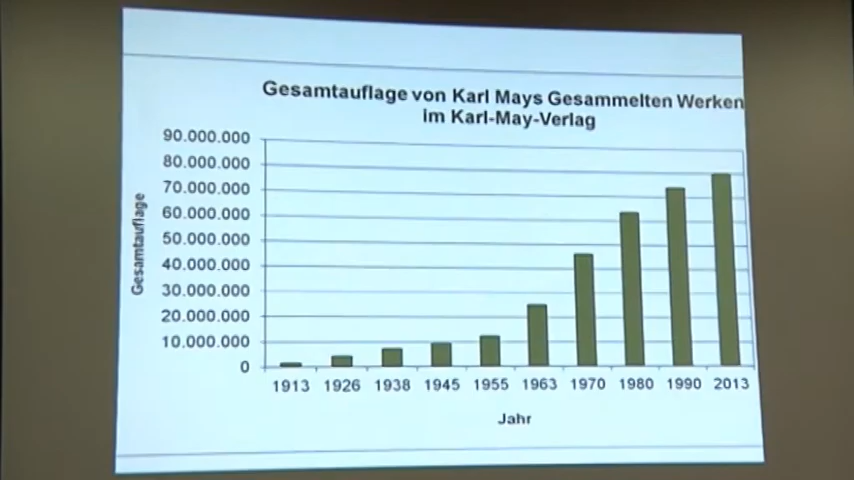 Gesamtauflage von Karl Mays Gesammelten Werken
im Karl-May-Verlag
90.000.000
80.000.000
70.000.000
60.000.000
50.000.000
40.000.000
30.000.000
20.000.000
10.000.000
0
Gesamtauflage
1913 1926 1938 1945 1955 1963 1970 1980 1990 2013
Jahr